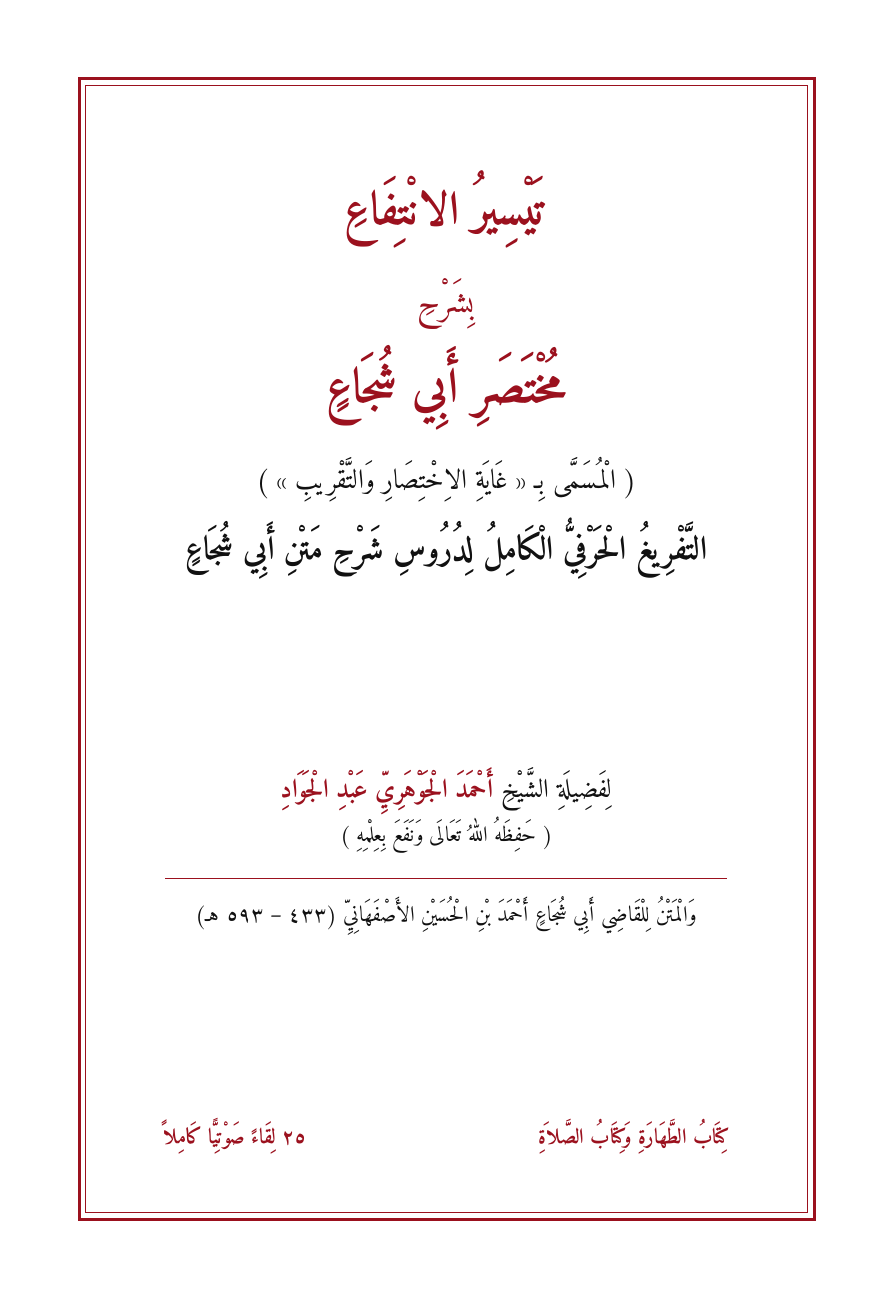 تَيْسِيرُ الانْتِفَاعِ
بِشَرْحِ
مُخْتَصَرِ أَبِي شُجَاعٍ
( الْمُسَمَّى بِـ « غَايَةِ الاِخْتِصَارِ وَالتَّقْرِيبِ » )
التَّفْرِيغُ الْحَرْفِيُّ الْكَامِلُ لِدُرُوسِ شَرْحِ مَتْنِ أَبِي شُجَاعٍ
لِفَضِيلَةِ الشَّيْخِ أَحْمَدَ الْجَوْهَرِيِّ عَبْدِ الْجَوَادِ
( حَفِظَهُ اللهُ تَعَالَى وَنَفَعَ بِعِلْمِهِ )
وَالْمَتْنُ لِلْقَاضِي أَبِي شُجَاعٍ أَحْمَدَ بْنِ الْحُسَيْنِ الأَصْفَهَانِيِّ (٤٣٣ – ٥٩٣ هـ)
كِتَابُ الطَّهَارَةِ وَكِتَابُ الصَّلاَةِ
٢٥ لِقَاءً صَوْتِيًّا كَامِلاً